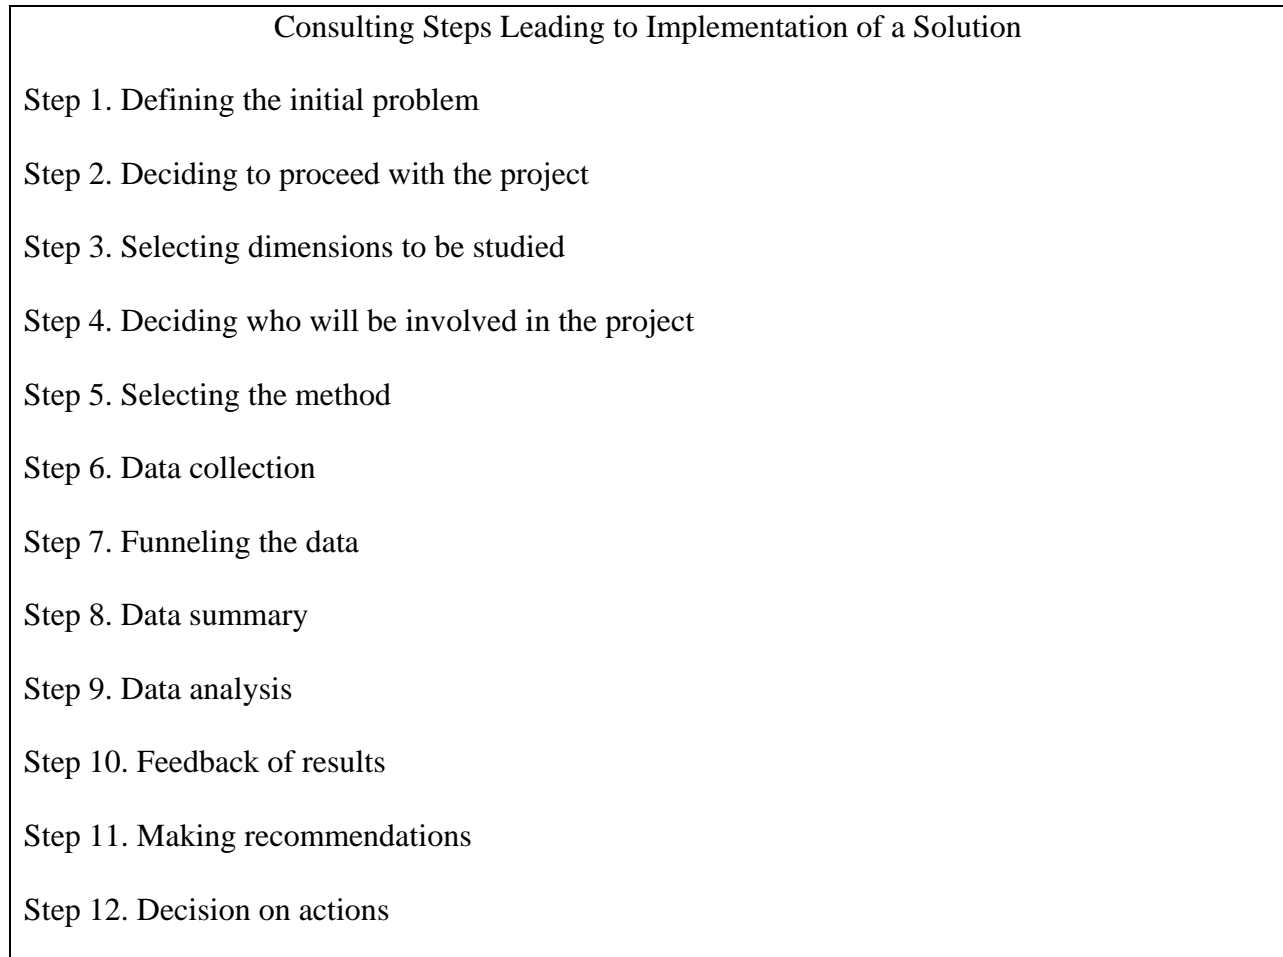 Consulting Steps Leading to Implementation of a Solution
Step 1. Defining the initial problem
Step 2. Deciding to proceed with the project
Step 3. Selecting dimensions to be studied
Step 4. Deciding who will be involved in the project
Step 5. Selecting the method
Step 6. Data collection
Step 7. Funneling the data
Step 8. Data summary
Step 9. Data analysis
Step 10. Feedback of results
Step 11. Making recommendations
Step 12. Decision on actions